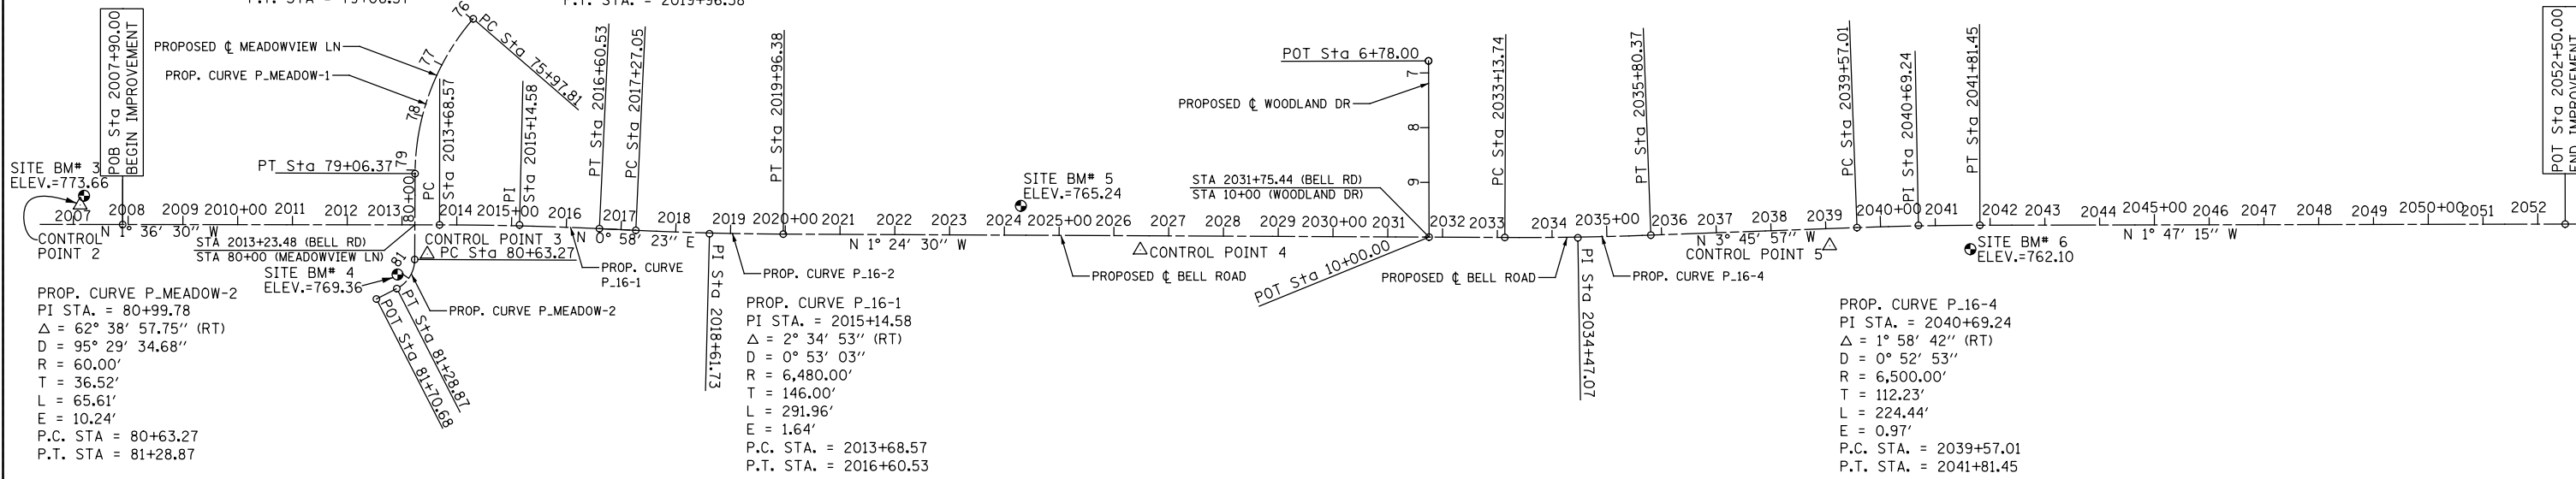 P.T. STA = 79+06.37
P.T. STA. = 2019+96.38
POB Sta 2007+90.00
BEGIN IMPROVEMENT
PROPOSED ℄ MEADOWVIEW LN
PROP. CURVE P_MEADOW-1
76
77
78
79
80+00
81
PC Sta 75+97.81
PT Sta 79+06.37
PC
Sta 2013+68.57
PI
Sta 2015+14.58
PT Sta 2016+60.53
PC Sta 2017+27.05
PT Sta 2019+96.38
SITE BM# 3
ELEV.=773.66
CONTROL
POINT 2
2007
2008
2009
2010+00
2011
2012
2013
2014
2015+00
2016
2017
2018
2019
2020+00
2021
2022
2023
2024
2025+00
2026
2027
2028
2029
2030+00
2031
2032
2033
2034
2035+00
2036
2037
2038
2039
2040+00
2041
2042
2043
2044
2045+00
2046
2047
2048
2049
2050+00
2051
2052
N 1° 36' 30'' W
STA 2013+23.48 (BELL RD)
STA 80+00 (MEADOWVIEW LN)
CONTROL POINT 3
PC Sta 80+63.27
N 0° 58' 23'' E
PROP. CURVE
P_16-1
SITE BM# 4
ELEV.=769.36
PROP. CURVE P_MEADOW-2
PT Sta 81+28.87
POT Sta 81+70.68
PI Sta 2018+61.73
PROP. CURVE P_16-2
N 1° 24' 30'' W
SITE BM# 5
ELEV.=765.24
PROPOSED ℄ BELL ROAD
CONTROL POINT 4
POT Sta 6+78.00
7
8
9
PROPOSED ℄ WOODLAND DR
STA 2031+75.44 (BELL RD)
STA 10+00 (WOODLAND DR)
POT Sta 10+00.00
PC Sta 2033+13.74
PROPOSED ℄ BELL ROAD
PI Sta 2034+47.07
PROP. CURVE P_16-4
PT Sta 2035+80.37
N 3° 45' 57'' W
CONTROL POINT 5
PC Sta 2039+57.01
PI Sta 2040+69.24
PT Sta 2041+81.45
SITE BM# 6
ELEV.=762.10
N 1° 47' 15'' W
POT Sta 2052+50.00
END IMPROVEMENT
PROP. CURVE P_MEADOW-2
PI STA. = 80+99.78
Δ = 62° 38' 57.75'' (RT)
D = 95° 29' 34.68''
R = 60.00'
T = 36.52'
L = 65.61'
E = 10.24'
P.C. STA = 80+63.27
P.T. STA. = 81+28.87
PROP. CURVE P_16-1
PI STA. = 2015+14.58
Δ = 2° 34' 53'' (RT)
D = 0° 53' 03''
R = 6,480.00'
T = 146.00'
L = 291.96'
E = 1.64'
P.C. STA. = 2013+68.57
P.T. STA. = 2016+60.53
PROP. CURVE P_16-4
PI STA. = 2040+69.24
Δ = 1° 58' 42'' (RT)
D = 0° 52' 53''
R = 6,500.00'
T = 112.23'
L = 224.44'
E = 0.97'
P.C. STA. = 2039+57.01
P.T. STA. = 2041+81.45